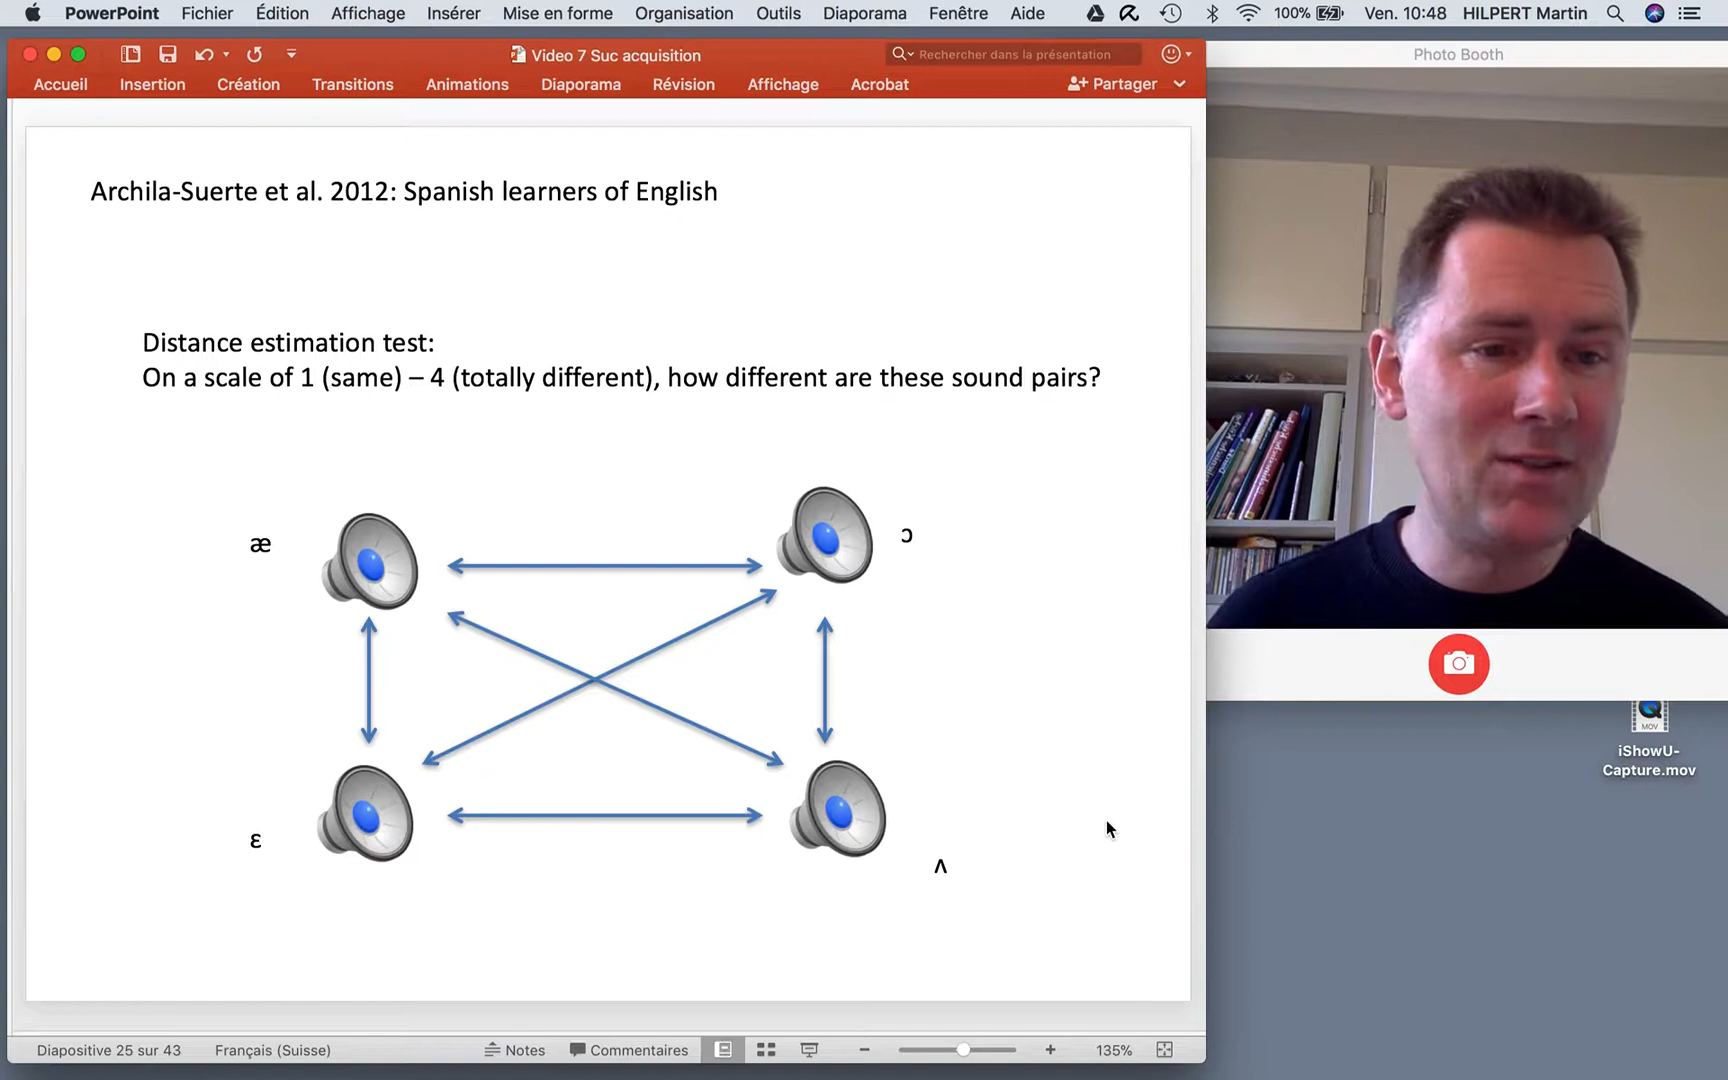 PowerPoint Fichier Édition Affichage Insérer Mise en forme Organisation Outils Diaporama Fenêtre Aide 100% Ven. 10:48 HILPERT Martin
Video 7 Suc acquisition
Rechercher dans la présentation
Photo Booth
Accueil Insertion Création Transitions Animations Diaporama Révision Affichage Acrobat Partager
Archila-Suerte et al. 2012: Spanish learners of English
Distance estimation test:
On a scale of 1 (same) – 4 (totally different), how different are these sound pairs?
æ
ɔ
ɛ
ʌ
MOV
iShowU-
Capture.mov
Diapositive 25 sur 43 Français (Suisse) Notes Commentaires 135%